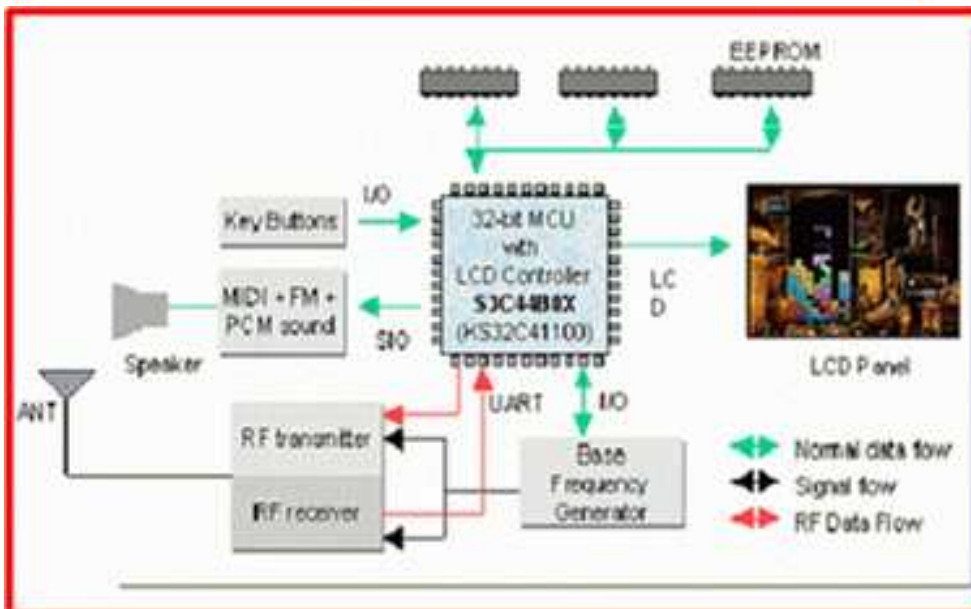 EEPROM
I/O
Key Buttons
32-bit MCU
with
LCD Controller
S3C44B0X
(KS32C41100)
LC
D
MIDI + FM +
PCM sound
SIO
Speaker
LCD Panel
ANT
UART
I/O
RF transmitter
RF receiver
Base
Frequency
Generator
Normal data flow
Signal flow
RF Data Flow